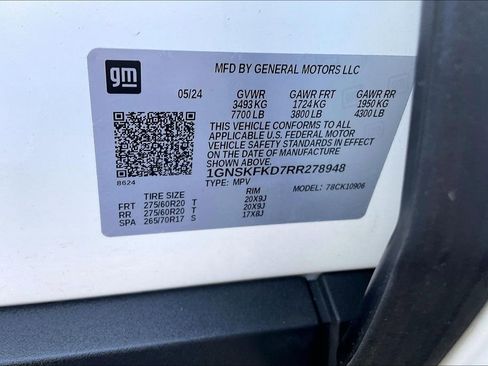 gm
MFD BY GENERAL MOTORS LLC
05/24 GVWR GAWR FRT GAWR RR
3493 KG 1724 KG 1950 KG
7700 LB 3800 LB 4300 LB
THIS VEHICLE CONFORMS TO ALL
APPLICABLE U.S. FEDERAL MOTOR
VEHICLE SAFETY STANDARDS IN EFFECT
ON THE DATE OF MANUFACTURE
SHOWN ABOVE.
1GNSKFKD7RR278948
8624
TYPE: MPV 78CK10906
TIRE SIZE RIM
FRT 275/60R20 T 20X9J
RR 275/60R20 T 20X9J
SPA 265/70R17 S 17X8J